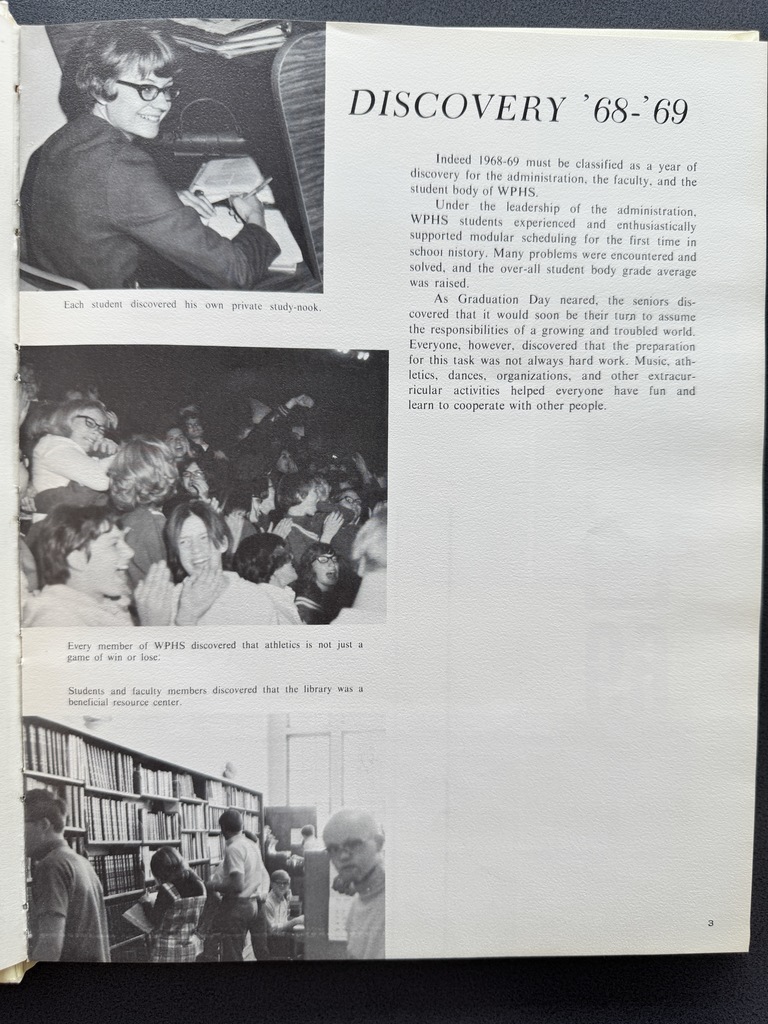 DISCOVERY '68-'69
Indeed 1968-69 must be classified as a year of
discovery for the administration, the faculty, and the
student body of WPHS.
Under the leadership of the administration,
WPHS students experienced and enthusiastically
supported modular scheduling for the first time in
school nistory. Many problems were encountered and
solved, and the over-all student body grade average
was raised.
As Graduation Day neared, the seniors dis-
covered that it would soon be their turn to assume
the responsibilities of a growing and troubled world.
Everyone, however, discovered that the preparation
for this task was not always hard work. Music, ath-
letics, dances, organizations, and other extracur-
ricular activities helped everyone have fun and
learn to cooperate with other people.
Each student discovered his own private study-nook.
Every member of WPHS discovered that athletics is not just a
game of win or lose.
Students and faculty members discovered that the library was a
beneficial resource center.
3